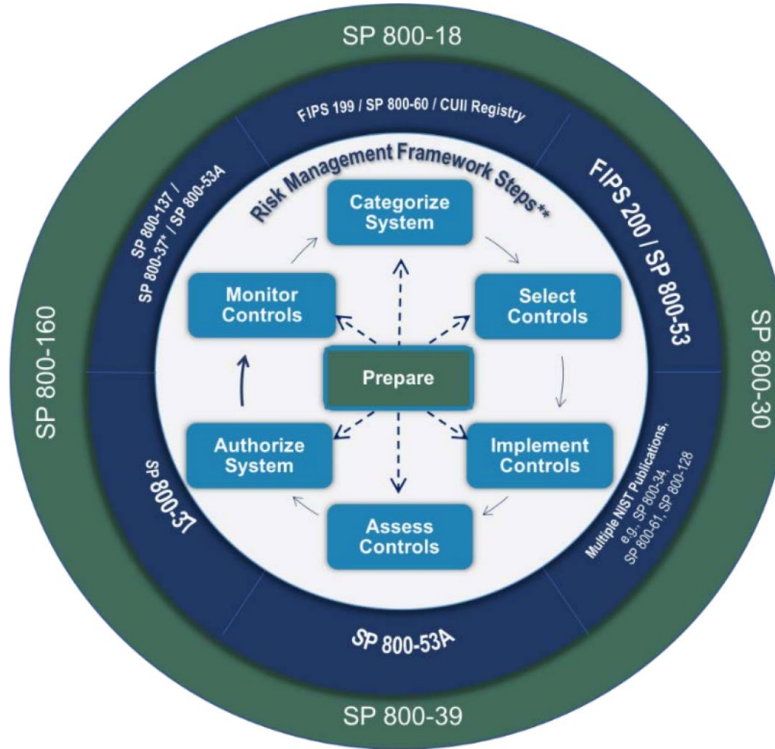 SP 800-18
FIPS 199 / SP 800-60 / CUII Registry
FIPS 200 / SP 800-53
SP 800-30
Multiple NIST Publications,
e.g., SP 800-34,
SP 800-61, SP 800-128
SP 800-53A
SP 800-39
SP 800-37
SP 800-160
SP 800-137 /
SP 800-37* / SP 800-53A
Risk Management Framework Steps**
Categorize
System
Select
Controls
Implement
Controls
Assess
Controls
Authorize
System
Monitor
Controls
Prepare